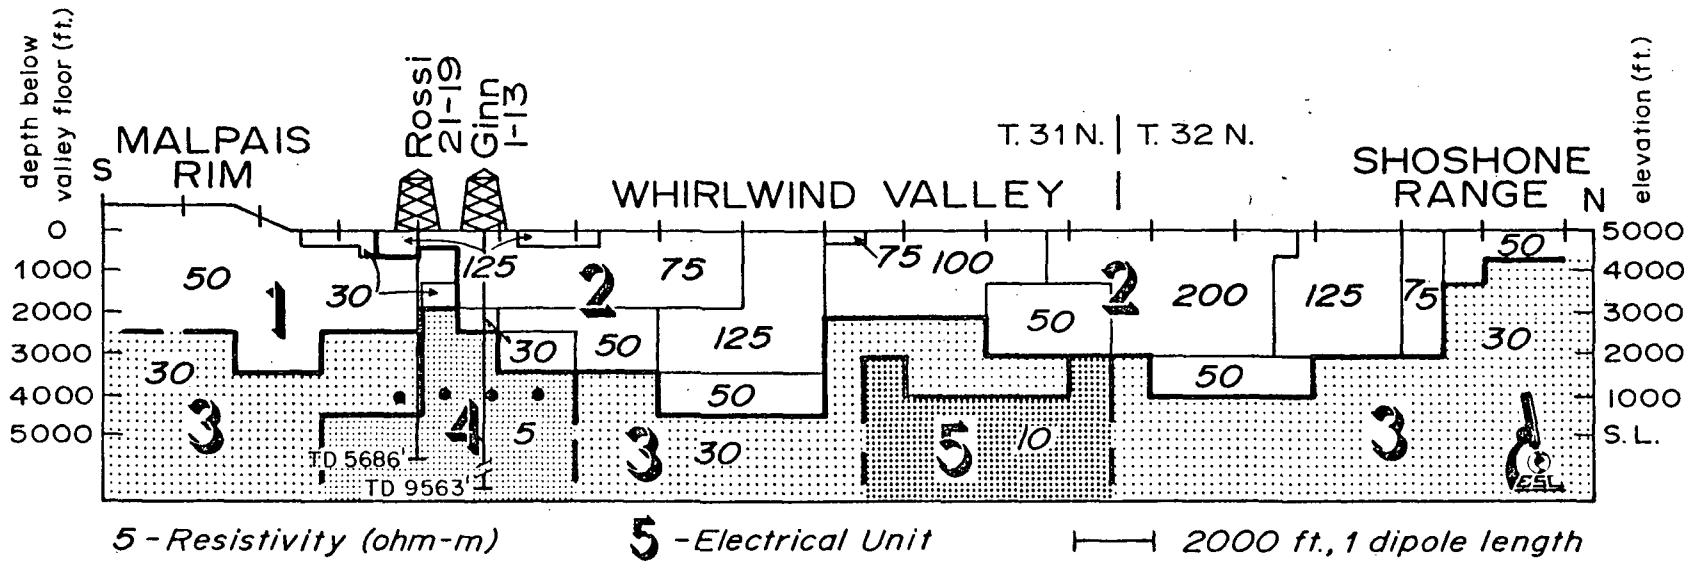 depth below
valley floor (ft.)
MALPAIS
RIM
S
Rossi
21-19
Ginn
1-13
WHIRLWIND VALLEY
T. 31 N. | T. 32 N.
SHOSHONE
RANGE
N
elevation (ft.)
0
1000
2000
3000
4000
5000
5000
4000
3000
2000
1000
S.L.
50
1
30
125
2
75
75
100
2
200
125
75
50
30
50
125
50
50
30
50
30
3
4
5
3
30
5
10
3
TD 5686'
TD 9563'
ESL
5 - Resistivity (ohm-m)
5 - Electrical Unit
2000 ft., 1 dipole length